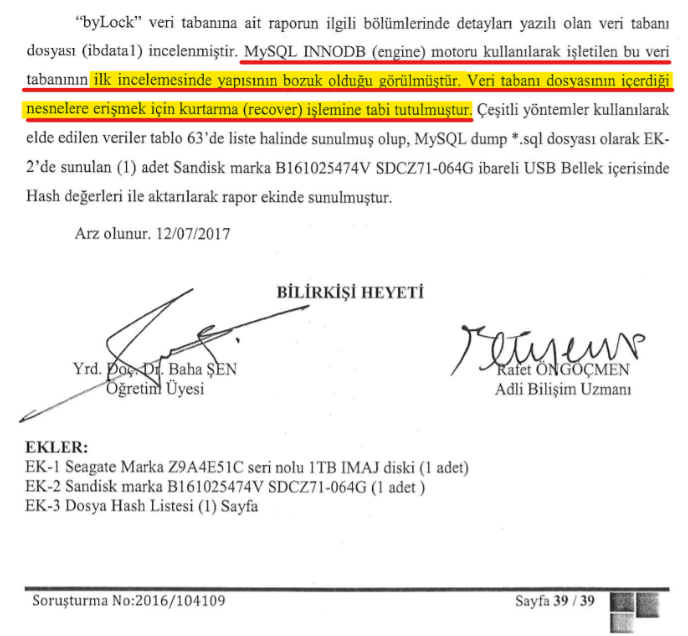 “byLock” veri tabanına ait raporun ilgili bölümlerinde detayları yazılı olan veri tabanı
dosyası (ibdata1) incelenmiştir. MySQL INNODB (engine) motoru kullanılarak işletilen bu veri
tabanının ilk incelemesinde yapısının bozuk olduğu görülmüştür. Veri tabanı dosyasının içerdiği
nesnelere erişmek için kurtarma (recover) işlemine tabi tutulmuştur. Çeşitli yöntemler kullanılarak
elde edilen veriler tablo 63’de liste halinde sunulmuş olup, MySQL dump *.sql dosyası olarak EK-
2’de sunulan (1) adet Sandisk marka B161025474V SDCZ71-064G ibareli USB Bellek içerisinde
Hash değerleri ile aktarılarak rapor ekinde sunulmuştur.
Arz olunur. 12/07/2017
BİLİRKİŞİ HEYETİ
Yrd. Doç. Dr. Baha ŞEN
Öğretim Üyesi
Rafet ÖNGÖÇMEN
Adli Bilişim Uzmanı
EKLER:
EK-1 Seagate Marka Z9A4E51C seri nolu 1TB IMAJ diski (1 adet)
EK-2 Sandisk marka B161025474V SDCZ71-064G (1 adet )
EK-3 Dosya Hash Listesi (1) Sayfa
Soruşturma No:2016/104109
Sayfa 39 / 39